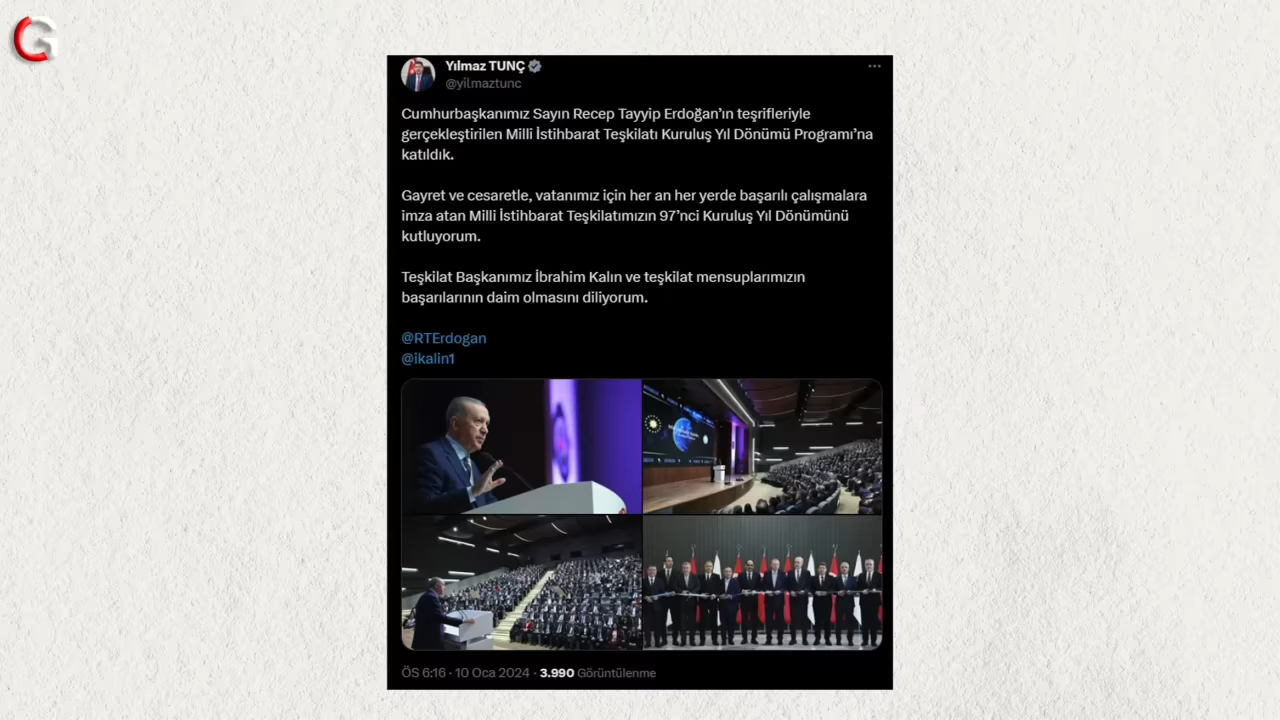 G
Yılmaz TUNÇ
@yilmaztunc
Cumhurbaşkanımız Sayın Recep Tayyip Erdoğan’ın teşrifleriyle
gerçekleştirilen Milli İstihbarat Teşkilatı Kuruluş Yıl Dönümü Programı’na
katıldık.
Gayret ve cesaretle, vatanımız için her an her yerde başarılı çalışmalara
imza atan Milli İstihbarat Teşkilatımızın 97’nci Kuruluş Yıl Dönümünü
kutluyorum.
Teşkilat Başkanımız İbrahim Kalın ve teşkilat mensuplarımızın
başarılarının daim olmasını diliyorum.
@RTErdogan
@ikalin1
ÖS 6:16 · 10 Oca 2024 · 3.990 Görüntülenme